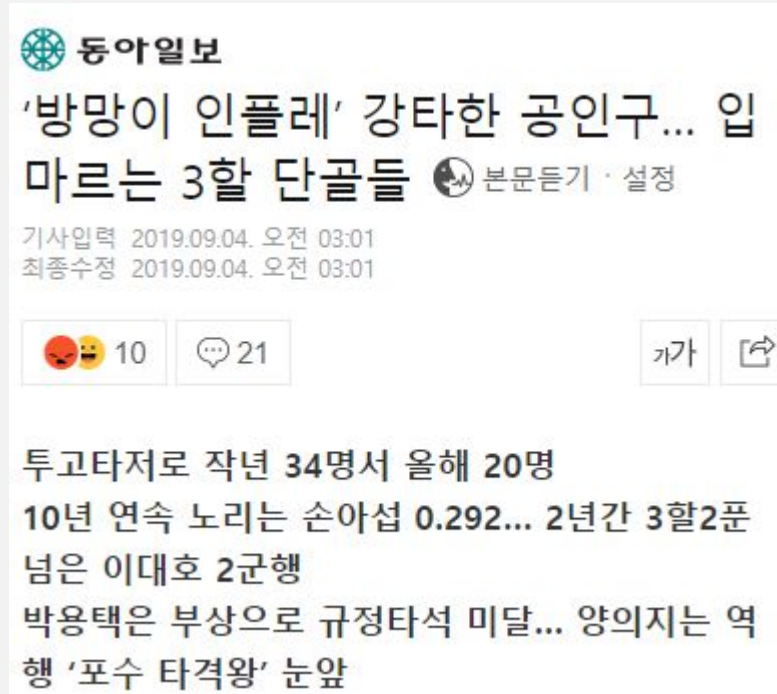 동아일보
‘방망이 인플레’ 강타한 공인구... 입
마르는 3할 단골들 본문듣기 · 설정
기사입력 2019.09.04. 오전 03:01
최종수정 2019.09.04. 오전 03:01
10 21 가가
투고타저로 작년 34명서 올해 20명
10년 연속 노리는 손아섭 0.292... 2년간 3할2푼
넘은 이대호 2군행
박용택은 부상으로 규정타석 미달... 양의지는 역
행 ‘포수 타격왕’ 눈앞